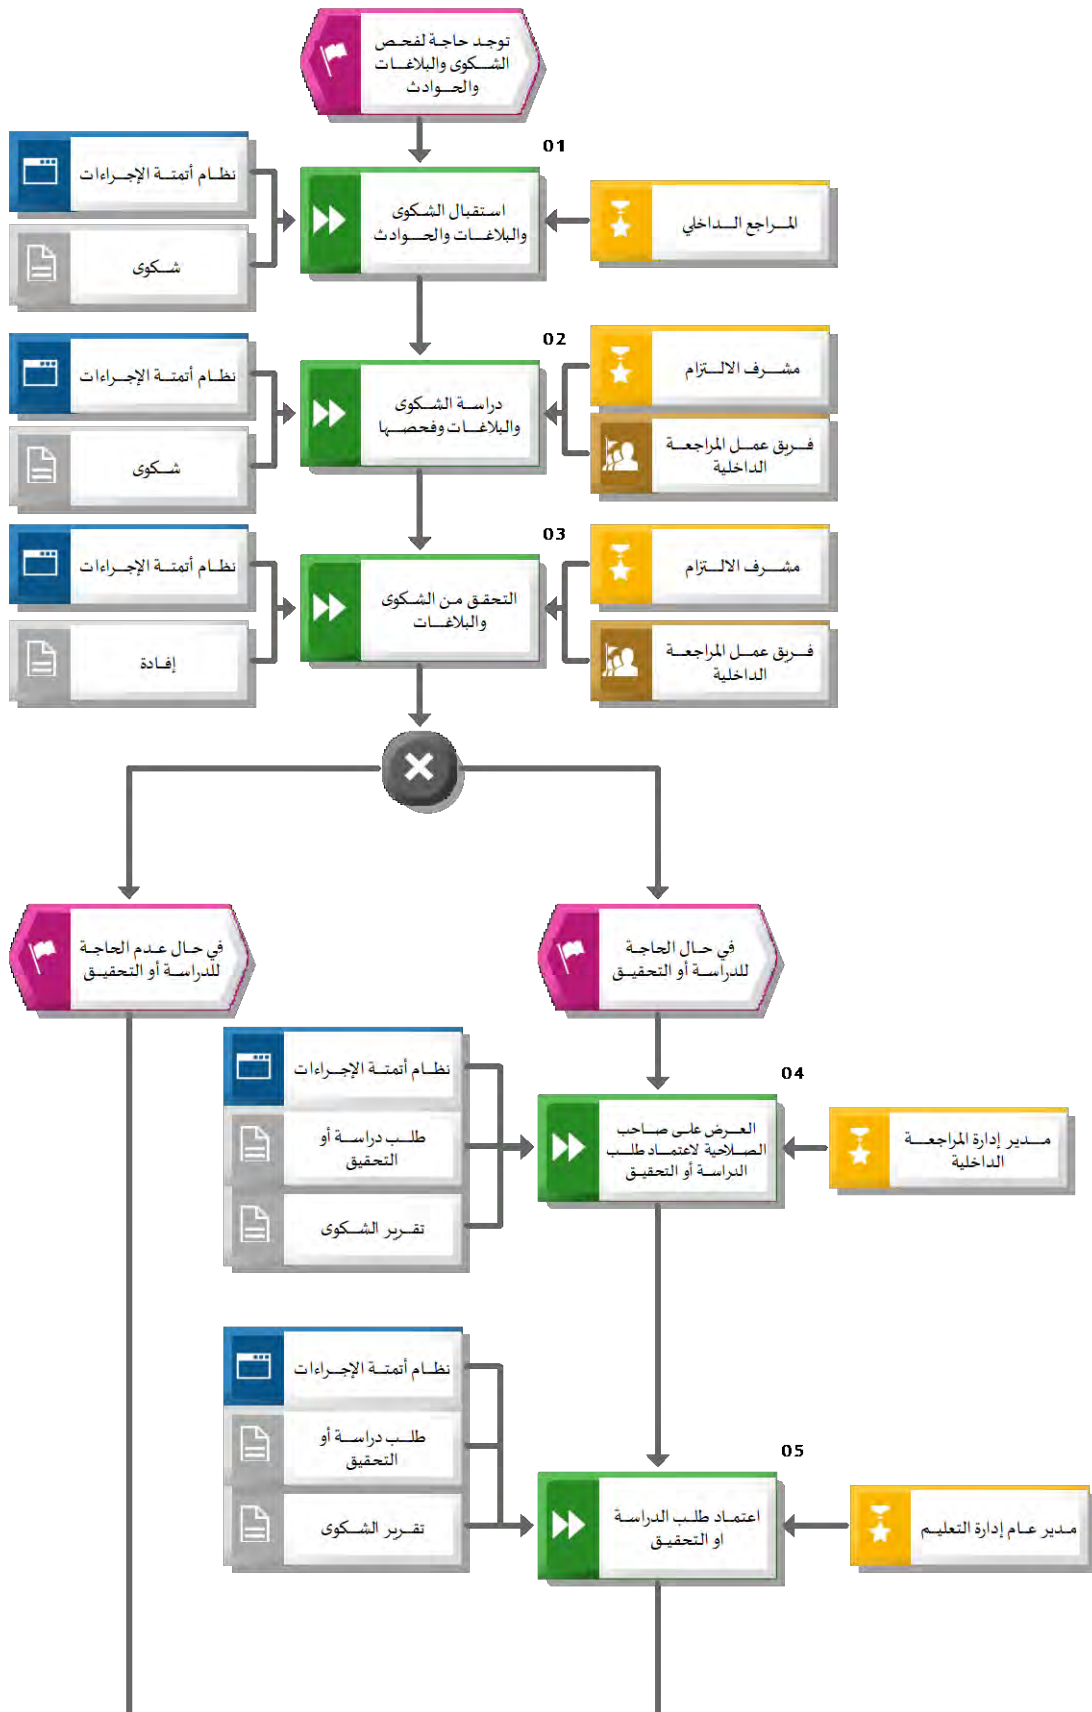 توجد حاجة لفحص
الشكوى والبلاغات
والحوادث
01
نظام أتمتة الإجراءات
شكوى
استقبال الشكوى
والبلاغات والحوادث
المراجع الداخلي
02
نظام أتمتة الإجراءات
شكوى
دراسة الشكوى
والبلاغات وفحصها
مشرف الالتزام
فريق عمل المراجعة
الداخلية
03
نظام أتمتة الإجراءات
إفادة
التحقق من الشكوى
والبلاغات
مشرف الالتزام
فريق عمل المراجعة
الداخلية
في حال الحاجة
للدراسة أو التحقيق
في حال عدم الحاجة
للدراسة أو التحقيق
04
نظام أتمتة الإجراءات
طلب دراسة أو
التحقيق
تقرير الشكوى
العرض على صاحب
الصلاحية لاعتماد طلب
الدراسة أو التحقيق
مدير إدارة المراجعة
الداخلية
05
نظام أتمتة الإجراءات
طلب دراسة أو
التحقيق
تقرير الشكوى
اعتماد طلب الدراسة
او التحقيق
مدير عام إدارة التعليم